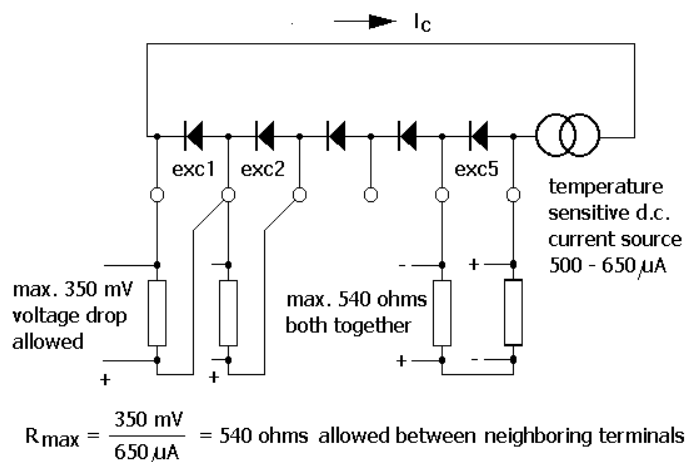 I_C
exc1 exc2 exc5
temperature
sensitive d.c.
current source
500 - 650 µA
max. 350 mV
voltage drop
allowed
max. 540 ohms
both together
- - - +
+ + + -
R_max = 350 mV / 650 µA = 540 ohms allowed between neighboring terminals